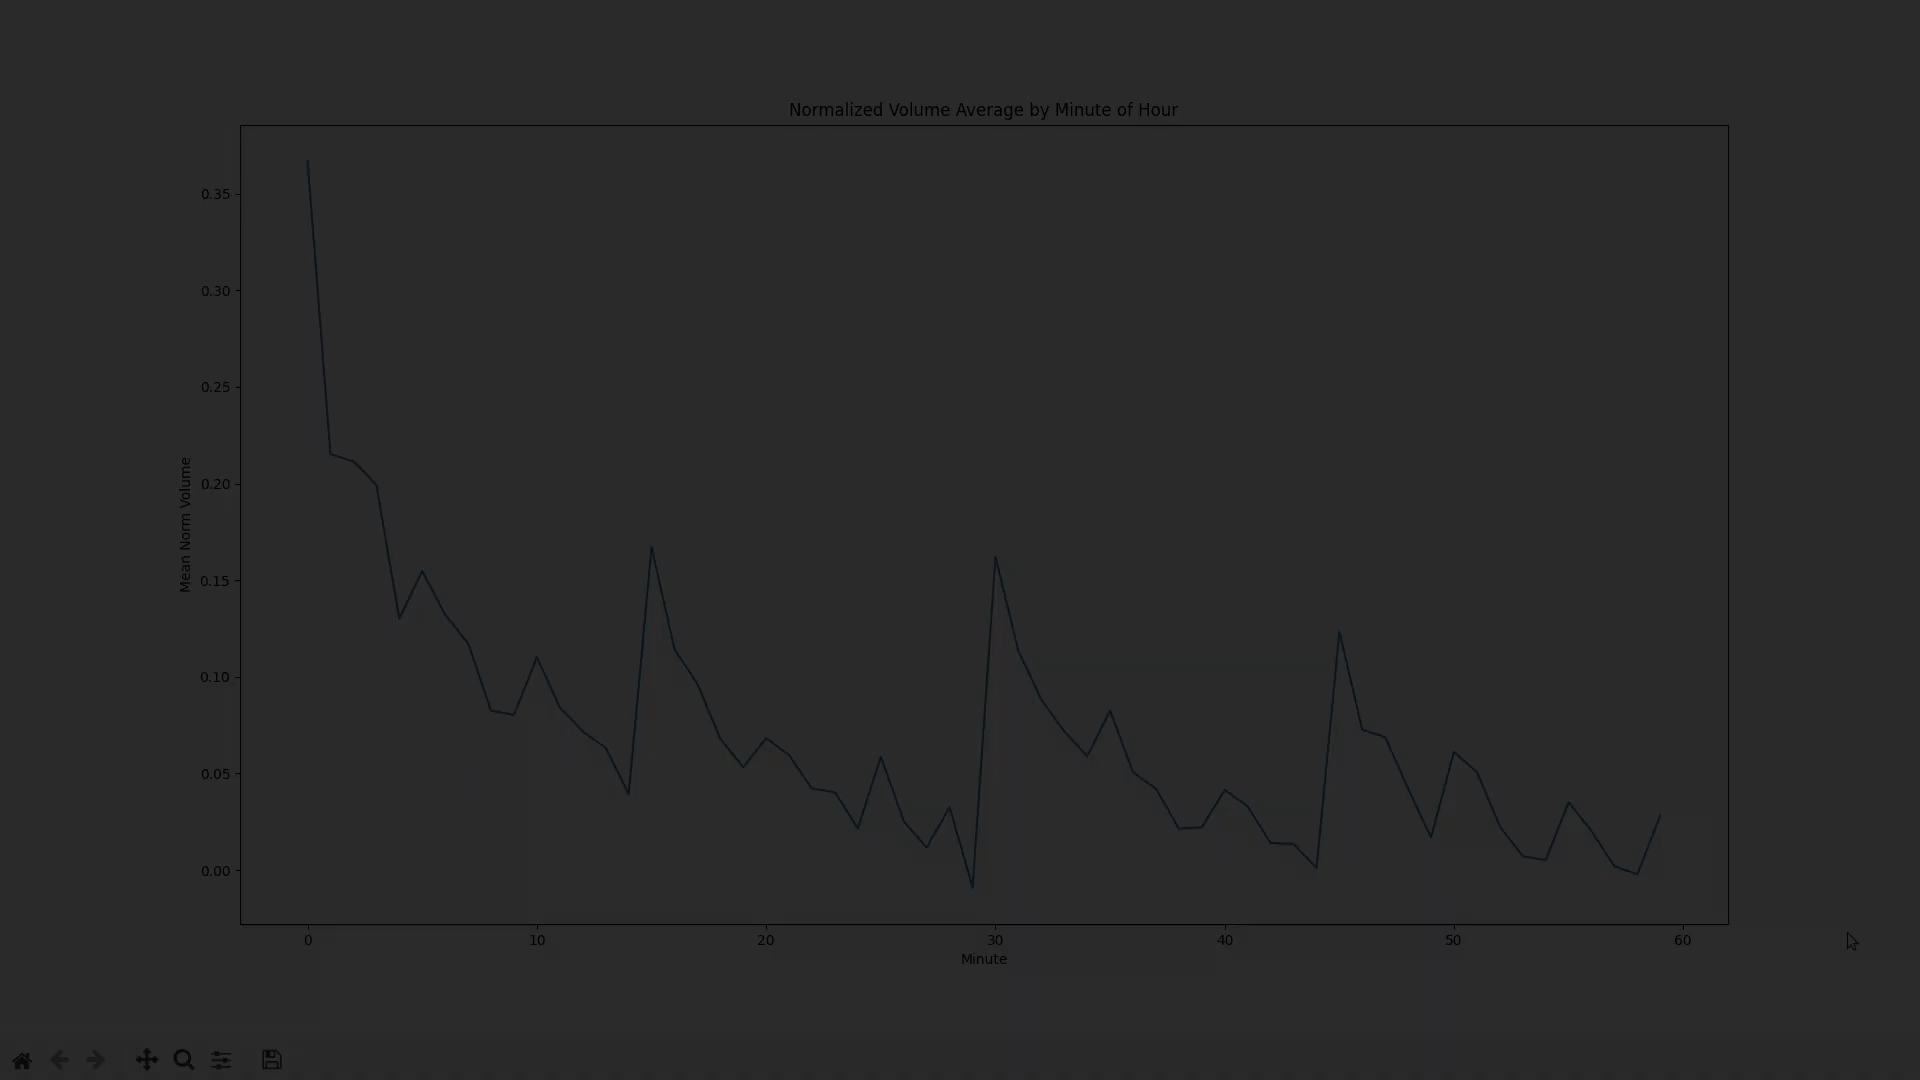 Normalized Volume Average by Minute of Hour
0.35
0.30
0.25
0.20
0.15
0.10
0.05
0.00
Mean Norm Volume
0 10 20 30 40 50 60
Minute